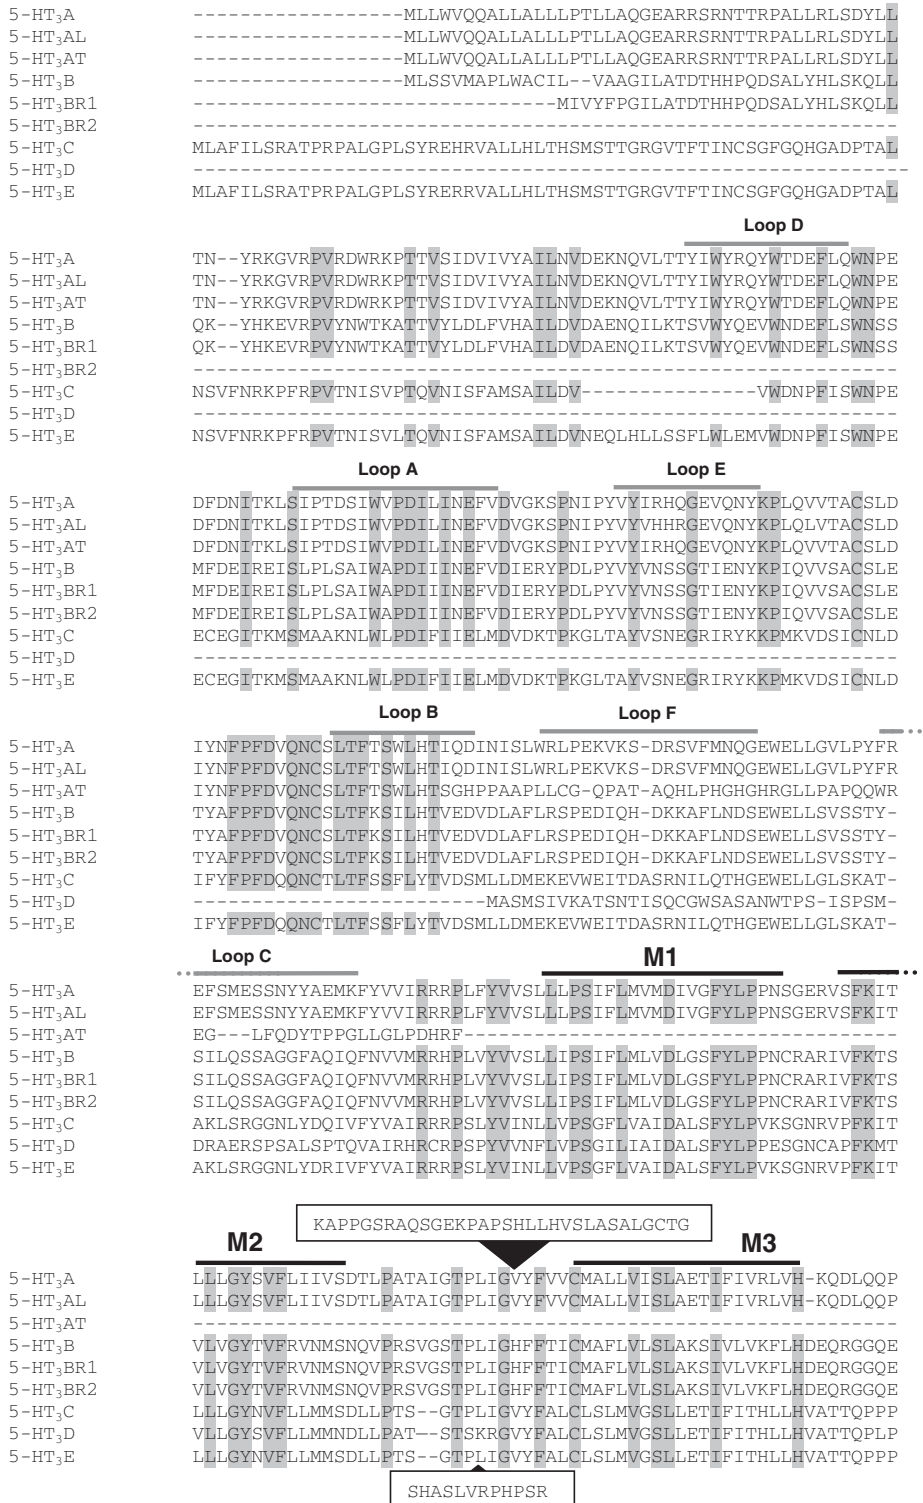 5-HT3A ------------------MLLWVQQALLALLLPTLLAQGEARRSRNTTRPALLRLSDYLL
5-HT3AL ------------------MLLWVQQALLALLLPTLLAQGEARRSRNTTRPALLRLSDYLL
5-HT3AT ------------------MLLWVQQALLALLLPTLLAQGEARRSRNTTRPALLRLSDYLL
5-HT3B ------------------MLSSVMAPLWACIL--VAAGILATDTHHPQDSALYHLSKQLL
5-HT3BR1 -------------------------------MIVYFPGILATDTHHPQDSALYHLSKQLL
5-HT3BR2 ------------------------------------------------------------
5-HT3C MLAFILSRATPRPALGPLSYREHRVALLHLTHSMSTTGRGVTFTINCSGFGQHGADPTAL
5-HT3D -------------------------------------------------------------
5-HT3E MLAFILSRATPRPALGPLSYRERRVALLHLTHSMSTTGRGVTFTINCSGFGQHGADPTAL
Loop D
5-HT3A TN--YRKGVRPVRDWRKPTTVSIDVIVYAILNVDEKNQVLTTYIWYRQYWTDEFLQWNPE
5-HT3AL TN--YRKGVRPVRDWRKPTTVSIDVIVYAILNVDEKNQVLTTYIWYRQYWTDEFLQWNPE
5-HT3AT TN--YRKGVRPVRDWRKPTTVSIDVIVYAILNVDEKNQVLTTYIWYRQYWTDEFLQWNPE
5-HT3B QK--YHKEVRPVYNWTKATTVYLDLFVHAILDVDAENQILKTSVWYQEVWNDEFLSWNSS
5-HT3BR1 QK--YHKEVRPVYNWTKATTVYLDLFVHAILDVDAENQILKTSVWYQEVWNDEFLSWNSS
5-HT3BR2 ------------------------------------------------------------
5-HT3C NSVFNRKPFRPVTNISVPTQVNISFAMSAILDV---------------VWDNPFISWNPE
5-HT3D ------------------------------------------------------------
5-HT3E NSVFNRKPFRPVTNISVLTQVNISFAMSAILDVNEQLHLLSSFLWLEMVWDNPFISWNPE
Loop A Loop E
5-HT3A DFDNITKLSIPTDSIWVPDILINEFVDVGKSPNIPYVYIRHQGEVQNYKPLQVVTACSLD
5-HT3AL DFDNITKLSIPTDSIWVPDILINEFVDVGKSPNIPYVYVHHRGEVQNYKPLQLVTACSLD
5-HT3AT DFDNITKLSIPTDSIWVPDILINEFVDVGKSPNIPYVYIRHQGEVQNYKPLQVVTACSLD
5-HT3B MFDEIREISLPLSAIWAPDIIINEFVDIERYPDLPYVYVNSSGTIENYKPIQVVSACSLE
5-HT3BR1 MFDEIREISLPLSAIWAPDIIINEFVDIERYPDLPYVYVNSSGTIENYKPIQVVSACSLE
5-HT3BR2 MFDEIREISLPLSAIWAPDIIINEFVDIERYPDLPYVYVNSSGTIENYKPIQVVSACSLE
5-HT3C ECEGITKMSMAAKNLWLPDIFIIELMDVDKTPKGLTAYVSNEGRIRYKKPMKVDSICNLD
5-HT3D ------------------------------------------------------------
5-HT3E ECEGITKMSMAAKNLWLPDIFIIELMDVDKTPKGLTAYVSNEGRIRYKKPMKVDSICNLD
Loop B Loop F
5-HT3A IYNFPFDVQNCSLTFTSWLHTIQDINISLWRLPEKVKS-DRSVFMNQGEWELLGVLPYFR
5-HT3AL IYNFPFDVQNCSLTFTSWLHTIQDINISLWRLPEKVKS-DRSVFMNQGEWELLGVLPYFR
5-HT3AT IYNFPFDVQNCSLTFTSWLHTSGHPPAAPLLCG-QPAT-AQHLPHGHGHRGLLPAPQQWR
5-HT3B TYAFPFDVQNCSLTFKSILHTVEDVDLAFLRSPEDIQH-DKKAFLNDSEWELLSVSSTY-
5-HT3BR1 TYAFPFDVQNCSLTFKSILHTVEDVDLAFLRSPEDIQH-DKKAFLNDSEWELLSVSSTY-
5-HT3BR2 TYAFPFDVQNCSLTFKSILHTVEDVDLAFLRSPEDIQH-DKKAFLNDSEWELLSVSSTY-
5-HT3C IFYFPFDQQNCTLTFSSFLYTVDSMLLDMEKEVWEITDASRNILQTHGEWELLGLSKAT-
5-HT3D -------------------------MASMSIVKATSNTISQCGWSASANWTPS-ISPSM-
5-HT3E IFYFPFDQQNCTLTFSSFLYTVDSMLLDMEKEVWEITDASRNILQTHGEWELLGLSKAT-
Loop C M1
5-HT3A EFSMESSNYYAEMKFYVVIRRRPLFYVVSLLLPSIFLMVMDIVGFYLPPNSGERVSFKIT
5-HT3AL EFSMESSNYYAEMKFYVVIRRRPLFYVVSLLLPSIFLMVMDIVGFYLPPNSGERVSFKIT
5-HT3AT EG---LFQDYTPPGLLGLPDHRF-------------------------------------
5-HT3B SILQSSAGGFAQIQFNVVMRRHPLVYVVSLLIPSIFLMLVDLGSFYLPPNCRARIVFKTS
5-HT3BR1 SILQSSAGGFAQIQFNVVMRRHPLVYVVSLLIPSIFLMLVDLGSFYLPPNCRARIVFKTS
5-HT3BR2 SILQSSAGGFAQIQFNVVMRRHPLVYVVSLLIPSIFLMLVDLGSFYLPPNCRARIVFKTS
5-HT3C AKLSRGGNLYDQIVFYVAIRRRPSLYVINLLVPSGFLVAIDALSFYLPVKSGNRVPFKIT
5-HT3D DRAERSPSALSPTQVAIRHRCRPSPYVVNFLVPSGILIAIDALSFYLPPESGNCAPFKMT
5-HT3E AKLSRGGNLYDRIVFYVAIRRRPSLYVINLLVPSGFLVAIDALSFYLPVKSGNRVPFKIT
KAPPGSRAQSGEKPAPSHLLHVSLASALGCTG
M2 M3
5-HT3A LLLGYSVFLIIVSDTLPATAIGTPLIGVYFVVCMALLVISLAETIFIVRLVH-KQDLQQP
5-HT3AL LLLGYSVFLIIVSDTLPATAIGTPLIGVYFVVCMALLVISLAETIFIVRLVH-KQDLQQP
5-HT3AT ------------------------------------------------------------
5-HT3B VLVGYTVFRVNMSNQVPRSVGSTPLIGHFFTICMAFLVLSLAKSIVLVKFLHDEQRGGQE
5-HT3BR1 VLVGYTVFRVNMSNQVPRSVGSTPLIGHFFTICMAFLVLSLAKSIVLVKFLHDEQRGGQE
5-HT3BR2 VLVGYTVFRVNMSNQVPRSVGSTPLIGHFFTICMAFLVLSLAKSIVLVKFLHDEQRGGQE
5-HT3C LLLGYNVFLLMMSDLLPTS--GTPLIGVYFALCLSLMVGSLLETIFITHLLHVATTQPPP
5-HT3D VLLGYSVFLLMMNDLLPAT—STSKRGVYFALCLSLMVGSLLETIFITHLLHVATTQPLP
5-HT3E LLLGYNVFLLMMSDLLPTS--GTPLIGVYFALCLSLMVGSLLETIFITHLLHVATTQPPP
SHASLVRPHPSR